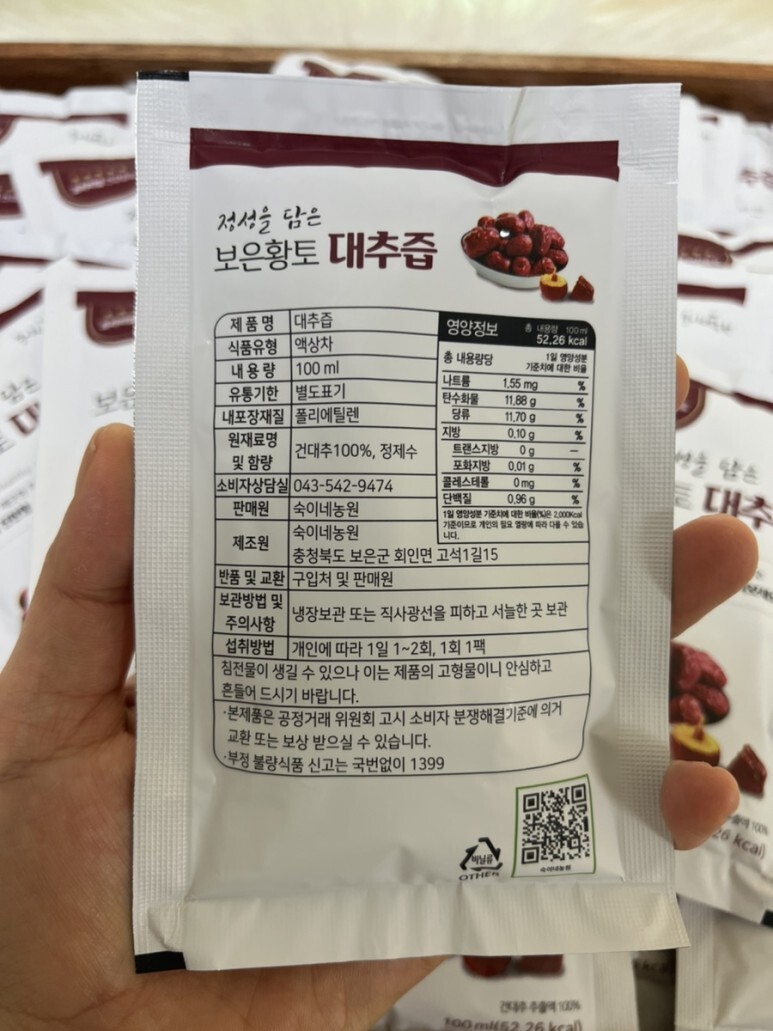 정성을 담은
보은황토 대추즙
제 품 명 대추즙
식품유형 액상차
내 용 량 100 ml
유통기한 별도표기
내포장재질 폴리에틸렌
원재료명
및 함량 건대추100%, 정제수
소비자상담실 043-542-9474
판매원 숙이네농원
제조원 숙이네농원
충청북도 보은군 회인면 고석1길15
반품 및 교환 구입처 및 판매원
보관방법 및
주의사항 냉장보관 또는 직사광선을 피하고 서늘한 곳 보관
섭취방법 개인에 따라 1일 1~2회, 1회 1팩
침전물이 생길 수 있으나 이는 제품의 고형물이니 안심하고
흔들어 드시기 바랍니다.
·본제품은 공정거래 위원회 고시 소비자 분쟁해결기준에 의거
교환 또는 보상 받으실 수 있습니다.
·부정 불량식품 신고는 국번없이 1399
영양정보 총 내용량 100 ml
52.26 kcal
총 내용량당 1일 영양성분
기준치에 대한 비율
나트륨 1.55 mg %
탄수화물 11.88 g %
당류 11.70 g %
지방 0.10 g %
트랜스지방 0 g –
포화지방 0.01 g %
콜레스테롤 0 mg %
단백질 0.96 g %
1일 영양성분 기준치에 대한 비율(%)은 2,000Kcal
기준이므로 개인의 필요 열량에 따라 다를 수 있습
니다.
비닐류
OTHER
숙이네농원
건대추 추출액 100%
100 ml(52.26 kcal)